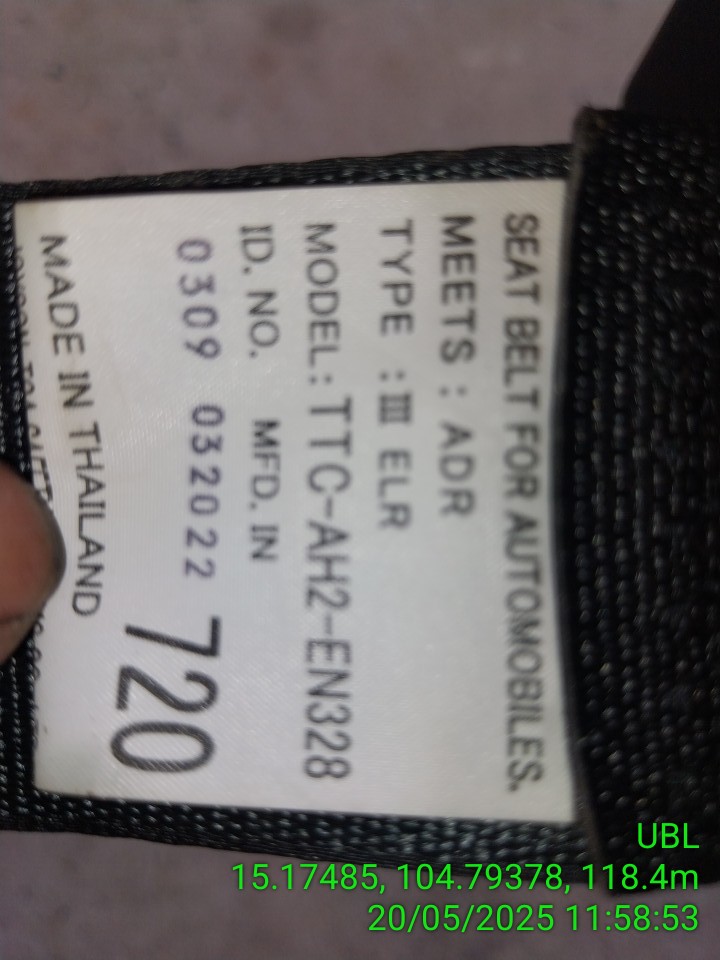 SEAT BELT FOR AUTOMOBILES.
MEETS : ADR
TYPE : III ELR
MODEL: TTC-AH2-EN328
ID. NO. MFD. IN
0309 032022
720
MADE IN THAILAND
UBL
15.17485, 104.79378, 118.4m
20/05/2025 11:58:53